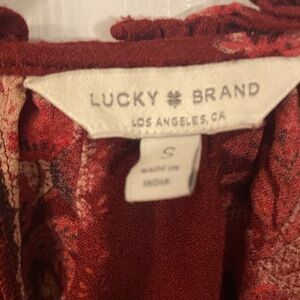 LUCKY BRAND
LOS ANGELES, CA
S
MADE IN
INDIA